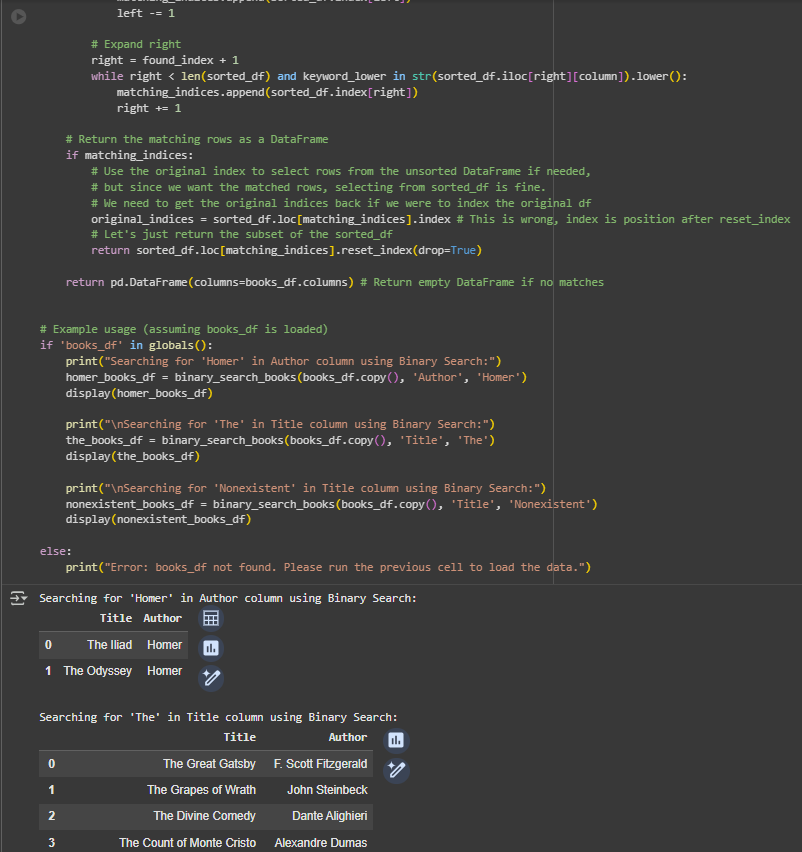 left -= 1
# Expand right
right = found_index + 1
while right < len(sorted_df) and keyword_lower in str(sorted_df.iloc[right][column]).lower():
matching_indices.append(sorted_df.index[right])
right += 1
# Return the matching rows as a DataFrame
if matching_indices:
# Use the original index to select rows from the unsorted DataFrame if needed,
# but since we want the matched rows, selecting from sorted_df is fine.
# We need to get the original indices back if we were to index the original df
original_indices = sorted_df.loc[matching_indices].index # This is wrong, index is position after reset_index
# Let's just return the subset of the sorted_df
return sorted_df.loc[matching_indices].reset_index(drop=True)
return pd.DataFrame(columns=books_df.columns) # Return empty DataFrame if no matches
# Example usage (assuming books_df is loaded)
if 'books_df' in globals():
print("Searching for 'Homer' in Author column using Binary Search:")
homer_books_df = binary_search_books(books_df.copy(), 'Author', 'Homer')
display(homer_books_df)
print("\nSearching for 'The' in Title column using Binary Search:")
the_books_df = binary_search_books(books_df.copy(), 'Title', 'The')
display(the_books_df)
print("\nSearching for 'Nonexistent' in Title column using Binary Search:")
nonexistent_books_df = binary_search_books(books_df.copy(), 'Title', 'Nonexistent')
display(nonexistent_books_df)
else:
print("Error: books_df not found. Please run the previous cell to load the data.")
Searching for 'Homer' in Author column using Binary Search:
Title Author
0 The Iliad Homer
1 The Odyssey Homer
Searching for 'The' in Title column using Binary Search:
Title Author
0 The Great Gatsby F. Scott Fitzgerald
1 The Grapes of Wrath John Steinbeck
2 The Divine Comedy Dante Alighieri
3 The Count of Monte Cristo Alexandre Dumas